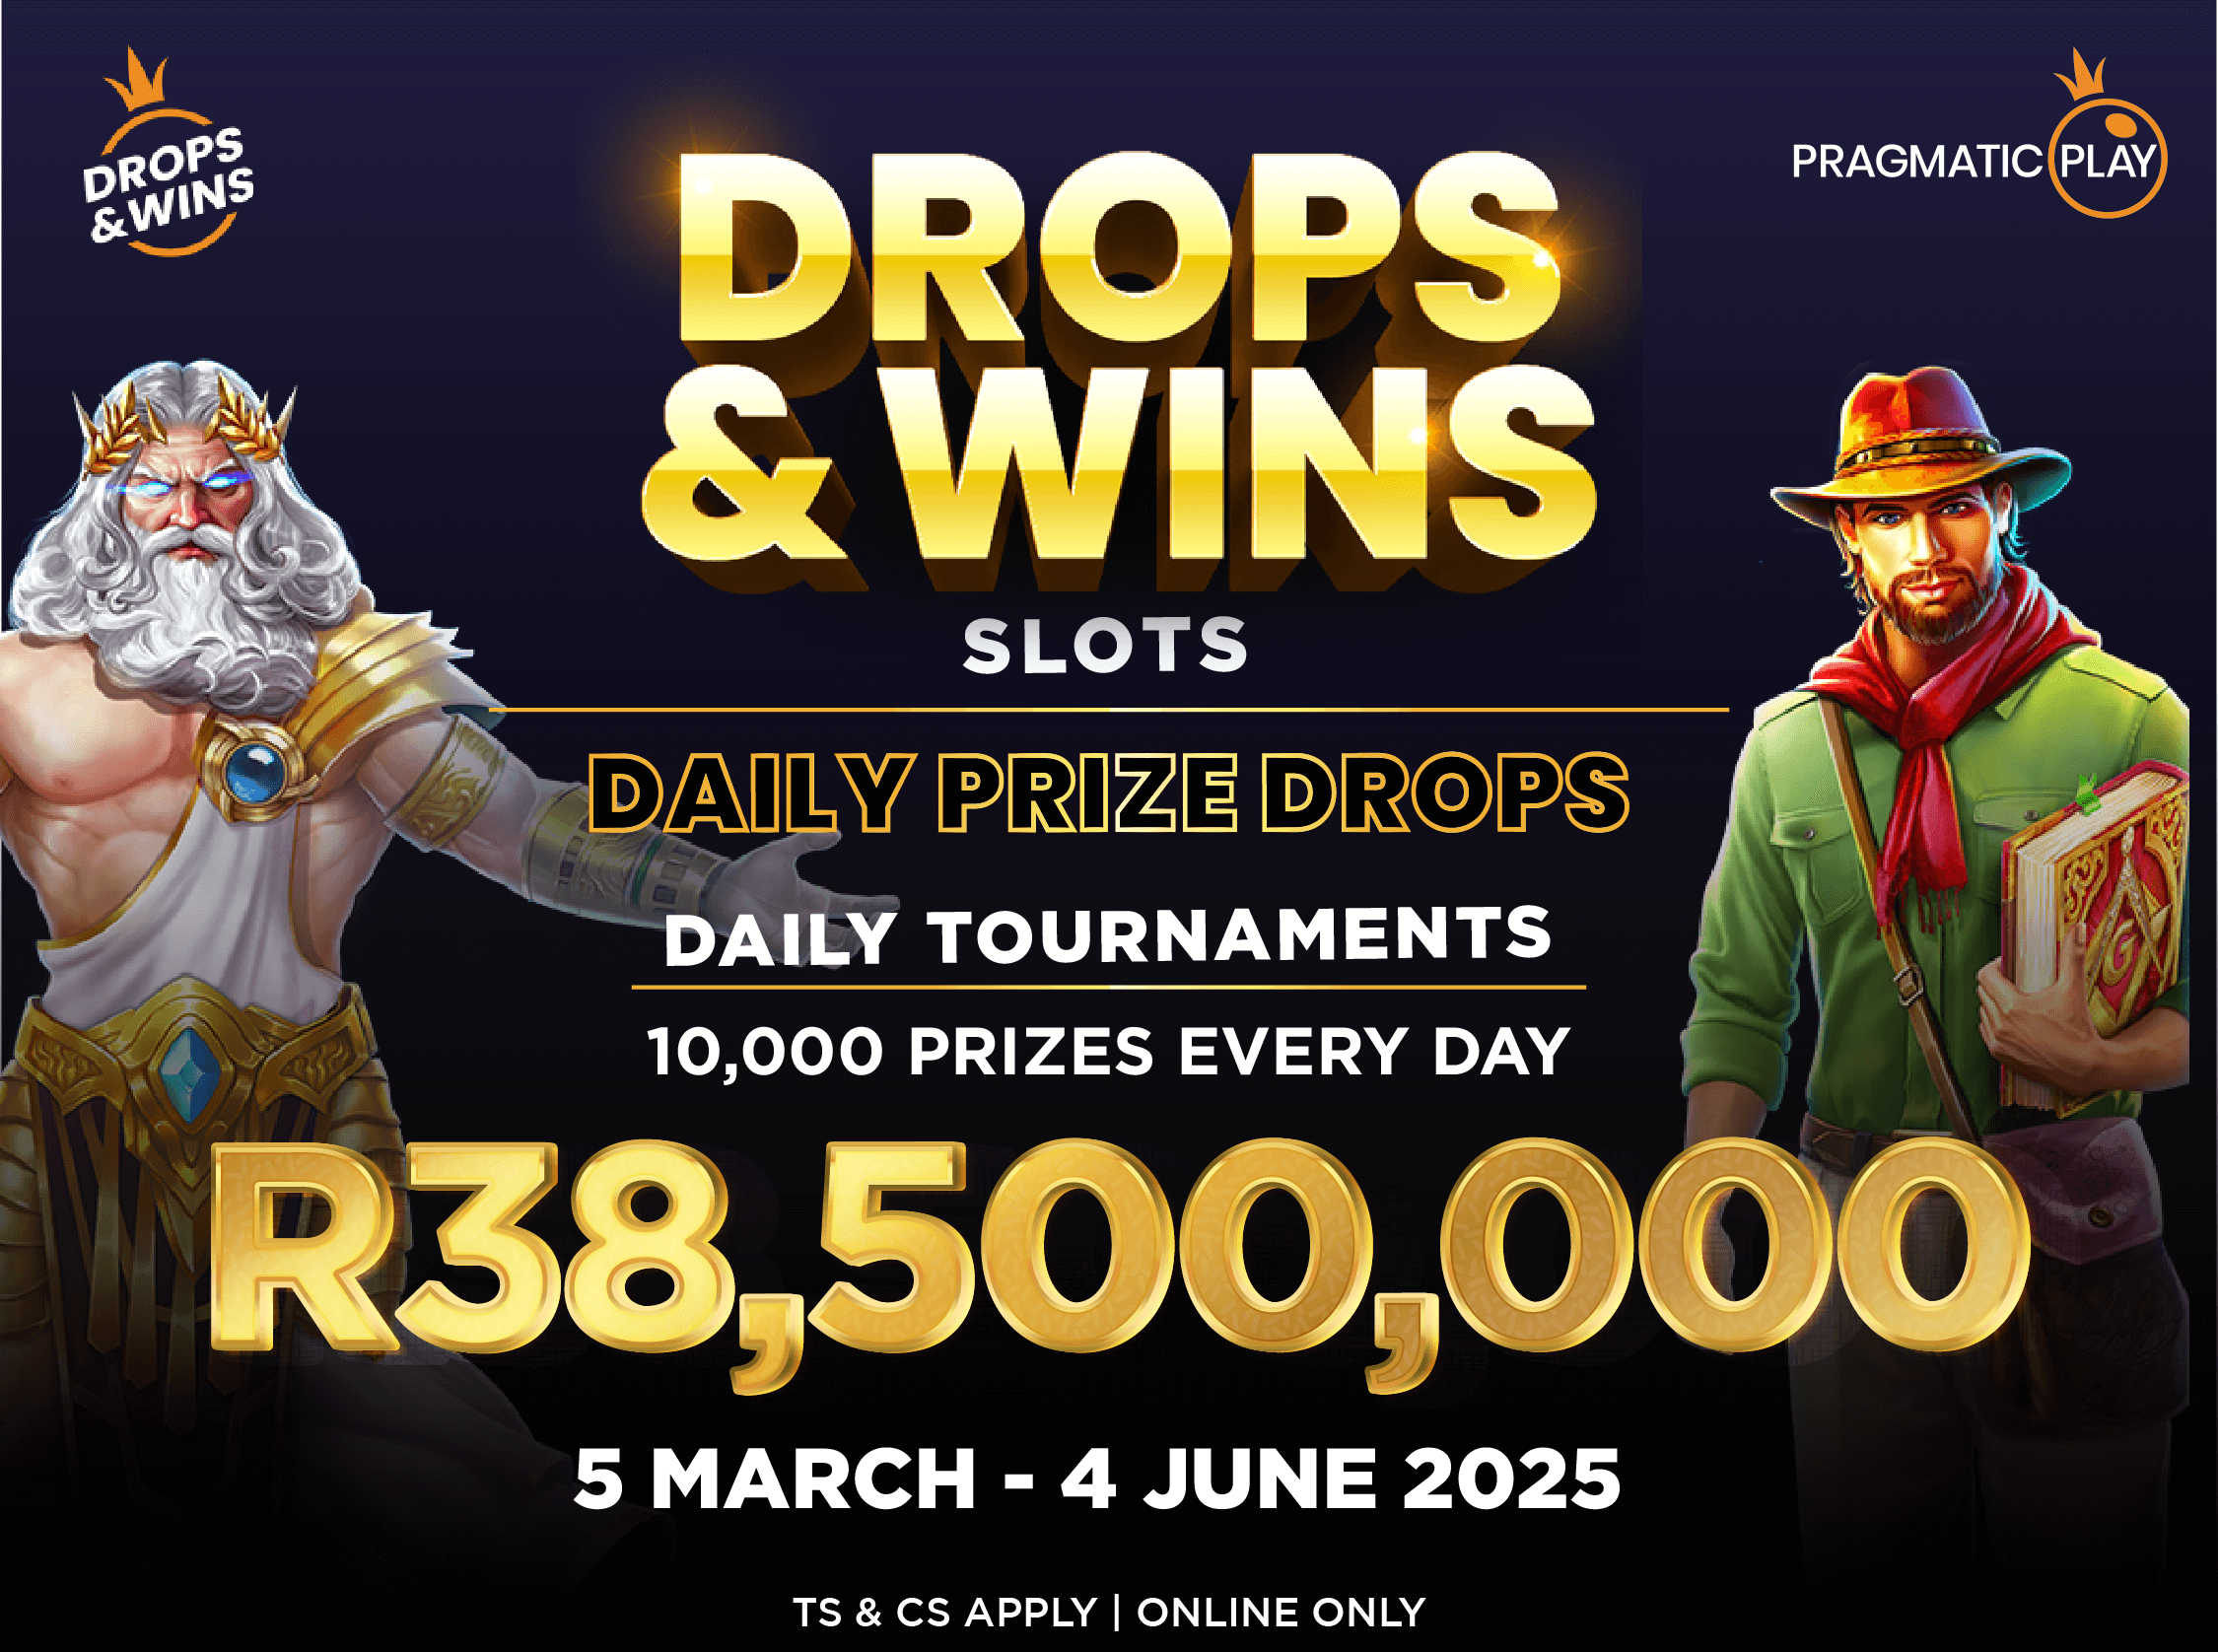 DROPS
& WINS
PRAGMATIC PLAY
DROPS
& WINS
SLOTS
DAILY PRIZE DROPS
DAILY TOURNAMENTS
10,000 PRIZES EVERY DAY
R38,500,000
5 MARCH - 4 JUNE 2025
TS & CS APPLY | ONLINE ONLY
G